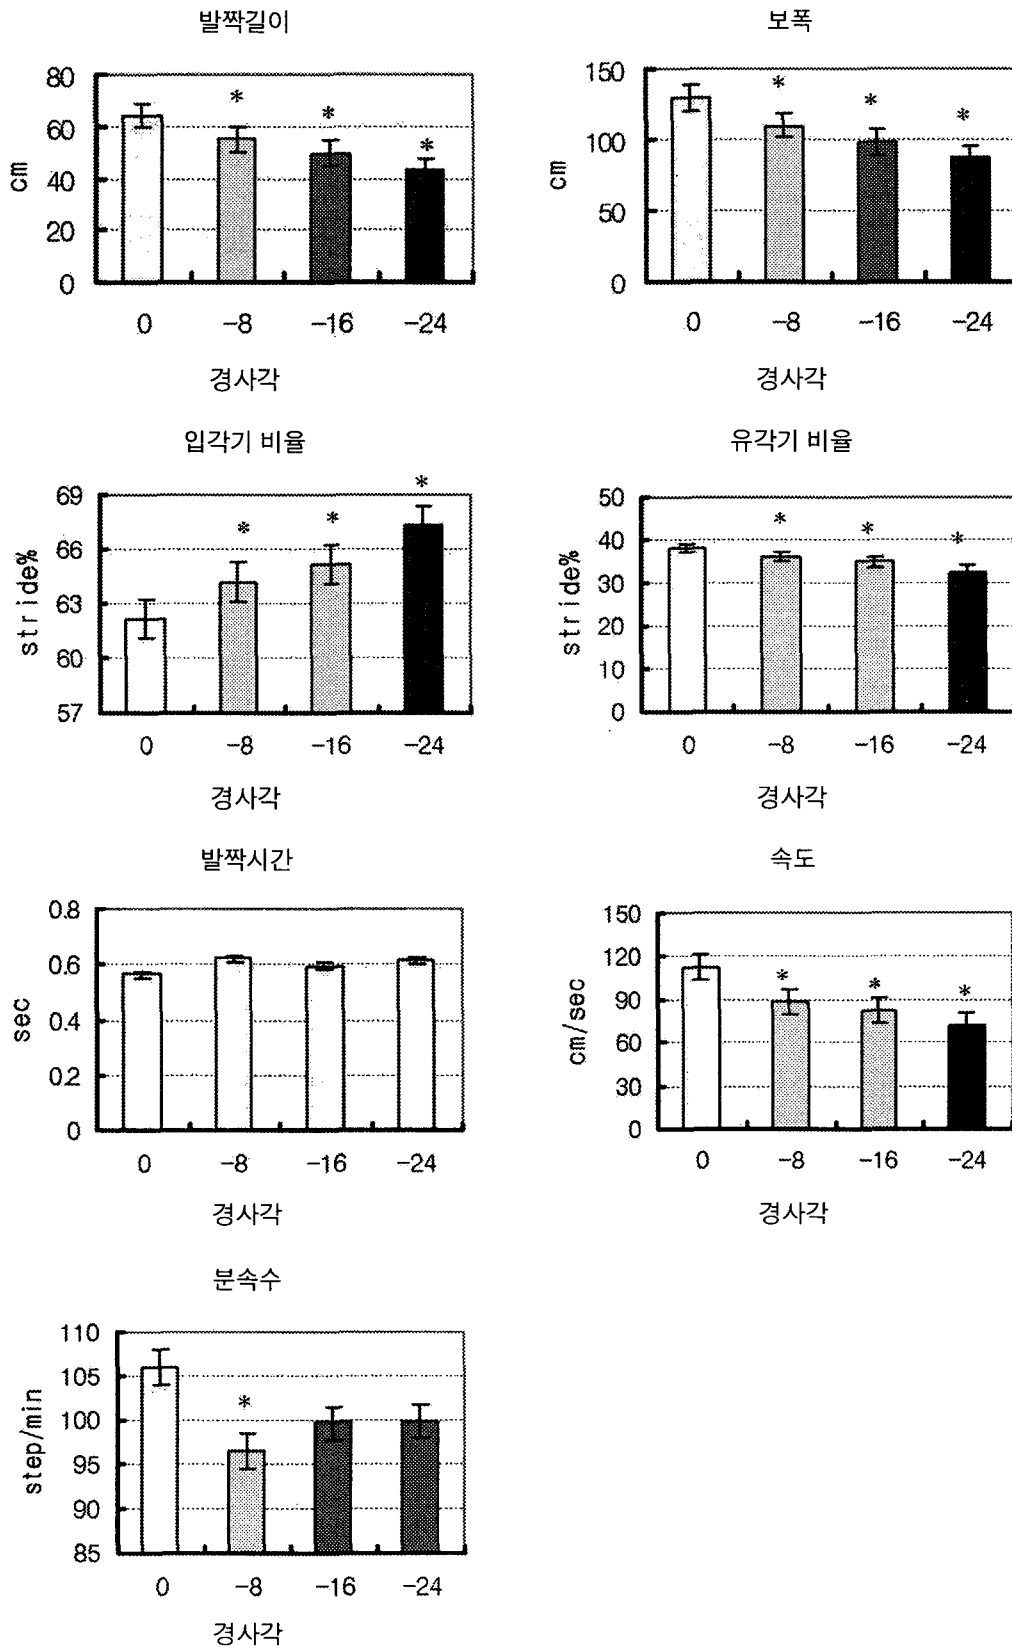 발짝길이
80
60
40
20
0
cm
* * *
0 -8 -16 -24
경사각
보폭
150
100
50
0
cm
* * *
0 -8 -16 -24
경사각
입각기 비율
69
66
63
60
57
stride%
* * *
0 -8 -16 -24
경사각
유각기 비율
50
40
30
20
10
0
stride%
* * *
0 -8 -16 -24
경사각
발짝시간
0.8
0.6
0.4
0.2
0
sec
0 -8 -16 -24
경사각
속도
150
120
90
60
30
0
cm/sec
* * *
0 -8 -16 -24
경사각
분속수
110
105
100
95
90
85
step/min
*
0 -8 -16 -24
경사각